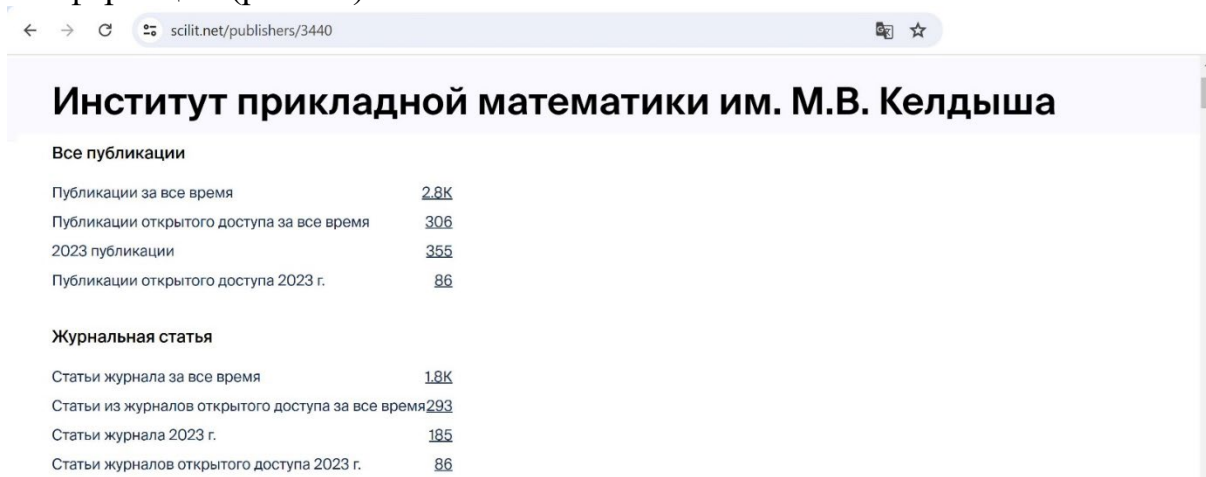 scilit.net/publishers/3440
Институт прикладной математики им. М.В. Келдыша
Все публикации
Публикации за все время 2.8K
Публикации открытого доступа за все время 306
2023 публикации 355
Публикации открытого доступа 2023 г. 86
Журнальная статья
Статьи журнала за все время 1.8K
Статьи из журналов открытого доступа за все время293
Статьи журнала 2023 г. 185
Статьи журналов открытого доступа 2023 г. 86